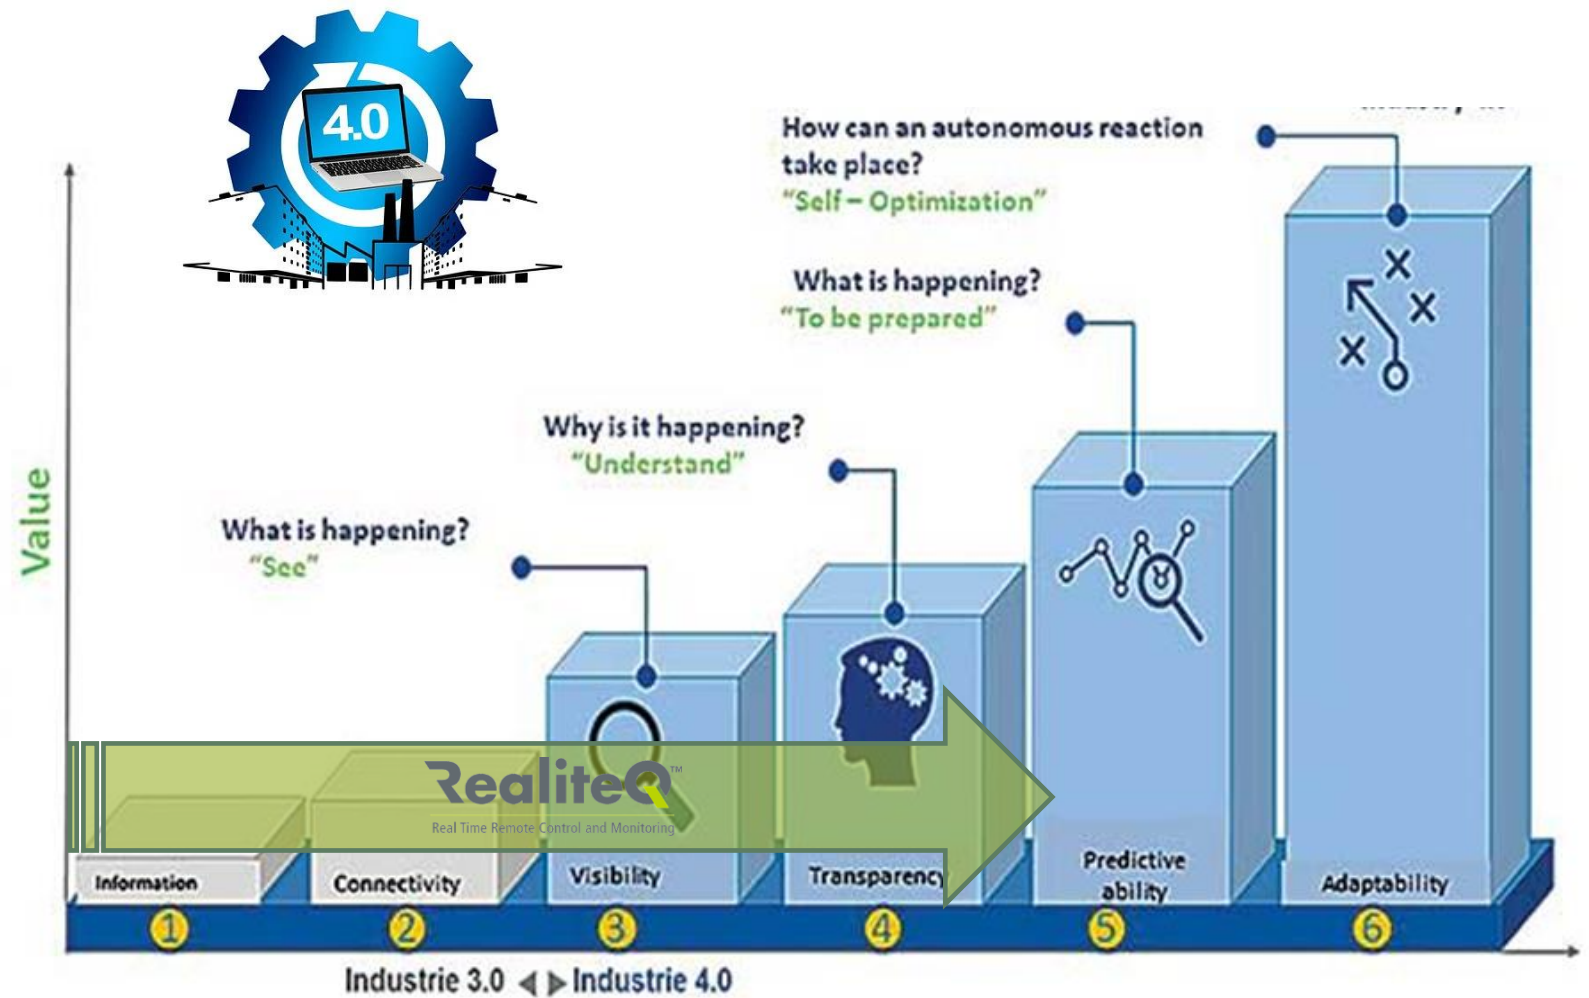 4.0
How can an autonomous reaction
take place?
"Self – Optimization"
What is happening?
"To be prepared"
Why is it happening?
"Understand"
What is happening?
"See"
Value
RealiteQ™
Real Time Remote Control and Monitoring
Information
Connectivity
Visibility
Transparency
Predictive
ability
Adaptability
1
2
3
4
5
6
Industrie 3.0
Industrie 4.0